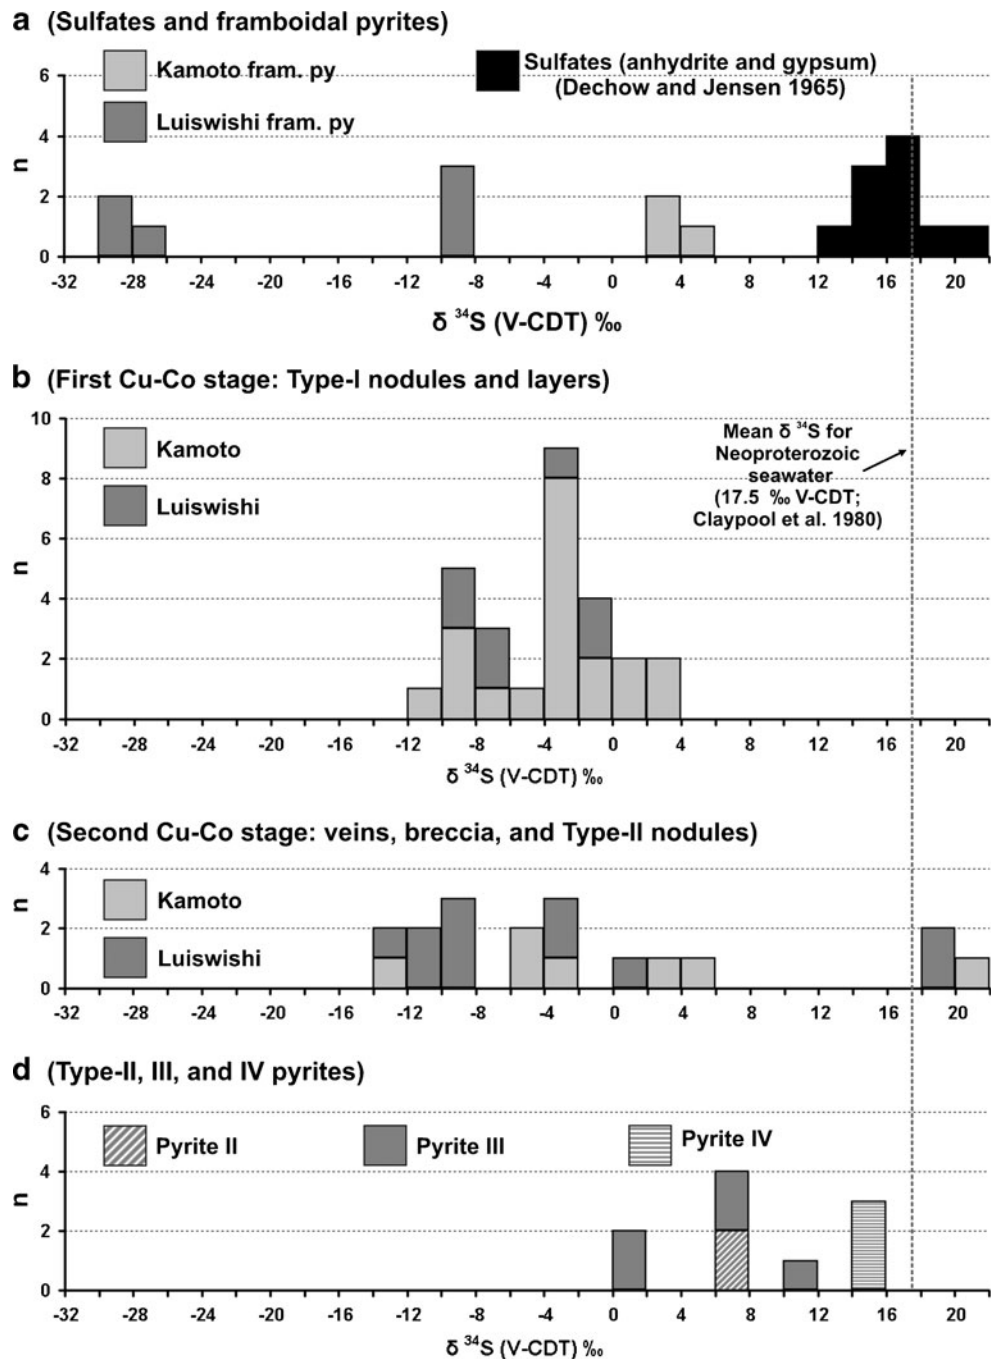 a (Sulfates and framboidal pyrites)
Kamoto fram. py
Luiswishi fram. py
Sulfates (anhydrite and gypsum)
(Dechow and Jensen 1965)
n
6
4
2
0
-32 -28 -24 -20 -16 -12 -8 -4 0 4 8 12 16 20
δ ³⁴S (V-CDT) ‰
b (First Cu-Co stage: Type-I nodules and layers)
Kamoto
Luiswishi
Mean δ ³⁴S for
Neoproterozoic
seawater
(17.5 ‰ V-CDT;
Claypool et al. 1980)
n
10
8
6
4
2
0
-32 -28 -24 -20 -16 -12 -8 -4 0 4 8 12 16 20
δ ³⁴S (V-CDT) ‰
c (Second Cu-Co stage: veins, breccia, and Type-II nodules)
Kamoto
Luiswishi
n
4
2
0
-32 -28 -24 -20 -16 -12 -8 -4 0 4 8 12 16 20
d (Type-II, III, and IV pyrites)
Pyrite II
Pyrite III
Pyrite IV
n
6
4
2
0
-32 -28 -24 -20 -16 -12 -8 -4 0 4 8 12 16 20
δ ³⁴S (V-CDT) ‰